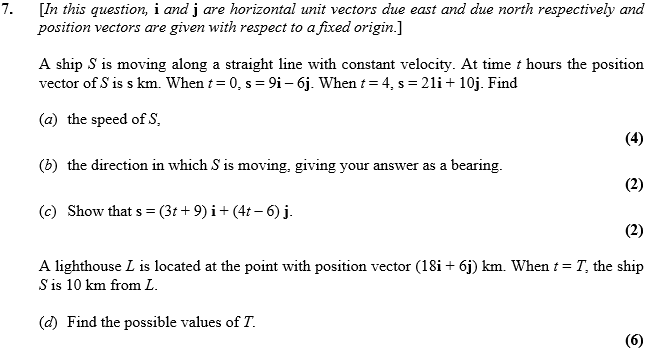 7. [In this question, i and j are horizontal unit vectors due east and due north respectively and
position vectors are given with respect to a fixed origin.]
A ship S is moving along a straight line with constant velocity. At time t hours the position
vector of S is s km. When t = 0, s = 9i – 6j. When t = 4, s = 21i + 10j. Find
(a) the speed of S,
(4)
(b) the direction in which S is moving, giving your answer as a bearing.
(2)
(c) Show that s = (3t + 9) i + (4t – 6) j.
(2)
A lighthouse L is located at the point with position vector (18i + 6j) km. When t = T, the ship
S is 10 km from L.
(d) Find the possible values of T.
(6)